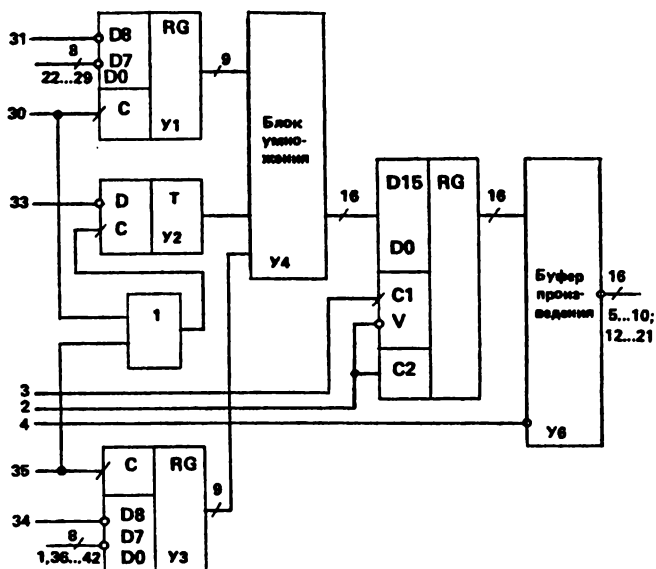 31
D8
RG
8
D7
22...29
D0
9
30
C
У1
Блок
умно-
жения
33
D
T
C
У2
16
D15
RG
16
D0
У4
Буфер
произ-
ведения
16
5...10;
12...21
1
C1
V
3
2
4
C2
У6
35
C
RG
9
34
D8
8
D7
1,36...42
D0
У3